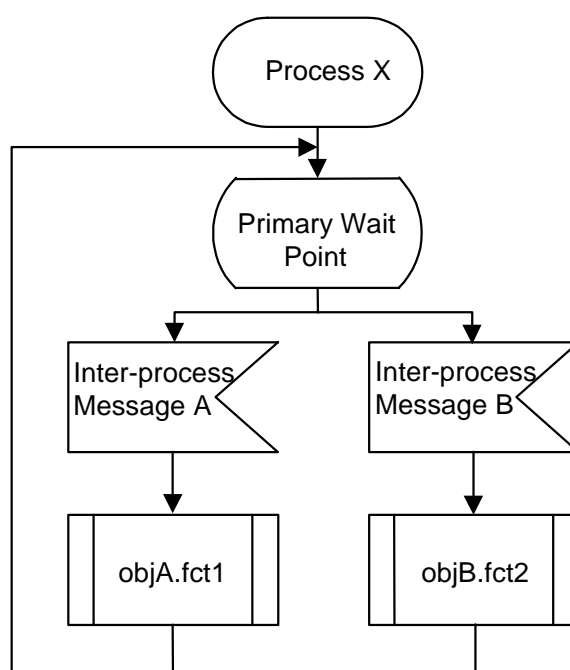 Process X
Primary Wait
Point
Inter-process
Message A
Inter-process
Message B
objA.fct1
objB.fct2